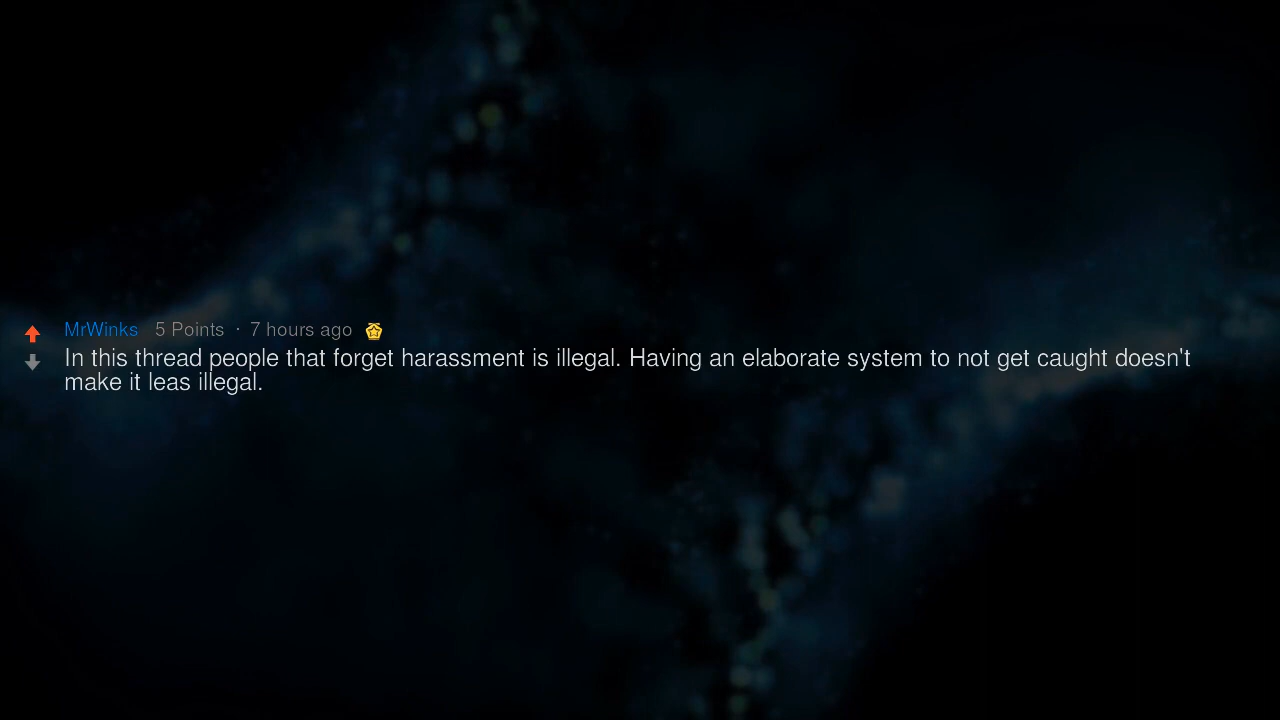 MrWinks 5 Points · 7 hours ago
In this thread people that forget harassment is illegal. Having an elaborate system to not get caught doesn't
make it leas illegal.